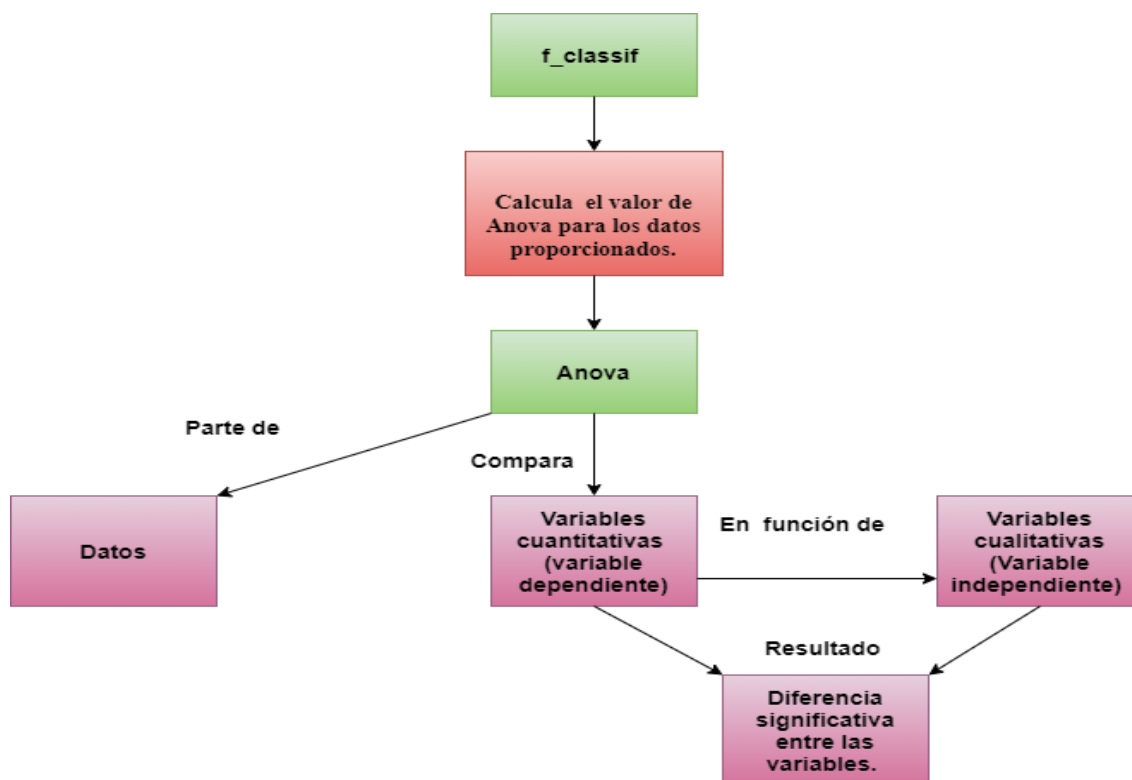 f_classif
Calcula el valor de
Anova para los datos
proporcionados.
Anova
Parte de
Compara
Datos
Variables
cuantitativas
(variable
dependiente)
En función de
Variables
cualitativas
(Variable
independiente)
Resultado
Diferencia
significativa
entre las
variables.